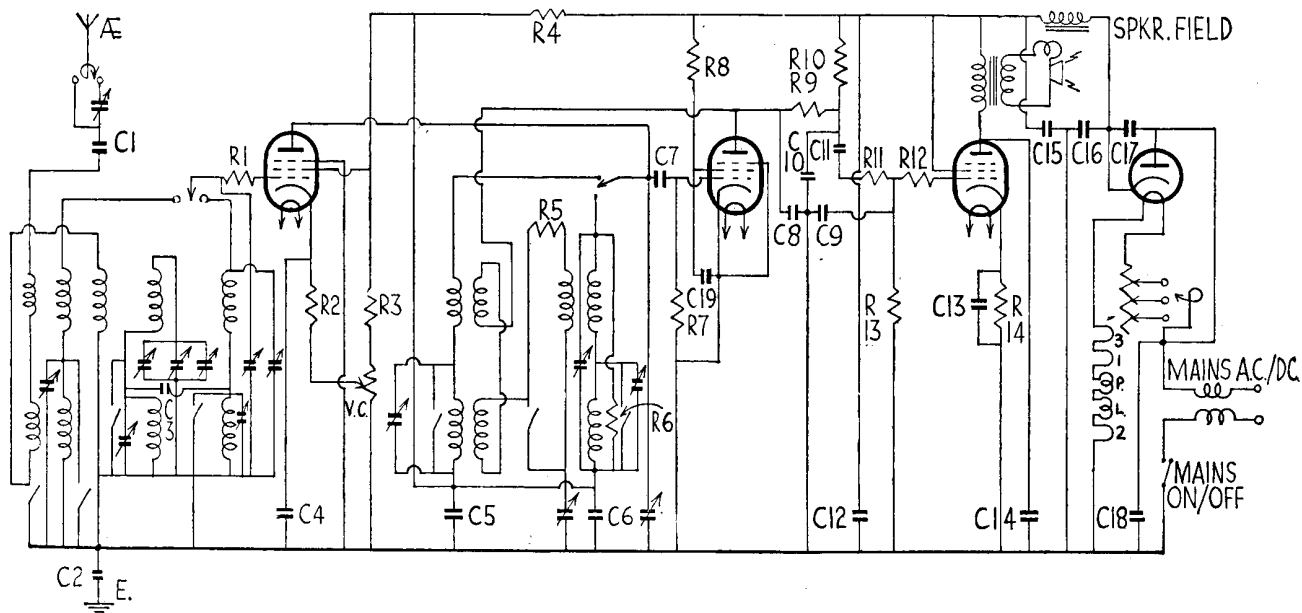 Æ
C1
R1
R2
R3
R4
V.C.
C2
E.
C3
C4
C5
R5
R6
C6
C7
R7
C19
R8
C8
C9
C10
R10
R9
C11
R11
R12
R13
C12
C13
R14
C14
C15
C16
C17
C18
SPKR. FIELD
3
1
P.
L.
2
MAINS A.C./DC.
MAINS
ON/OFF